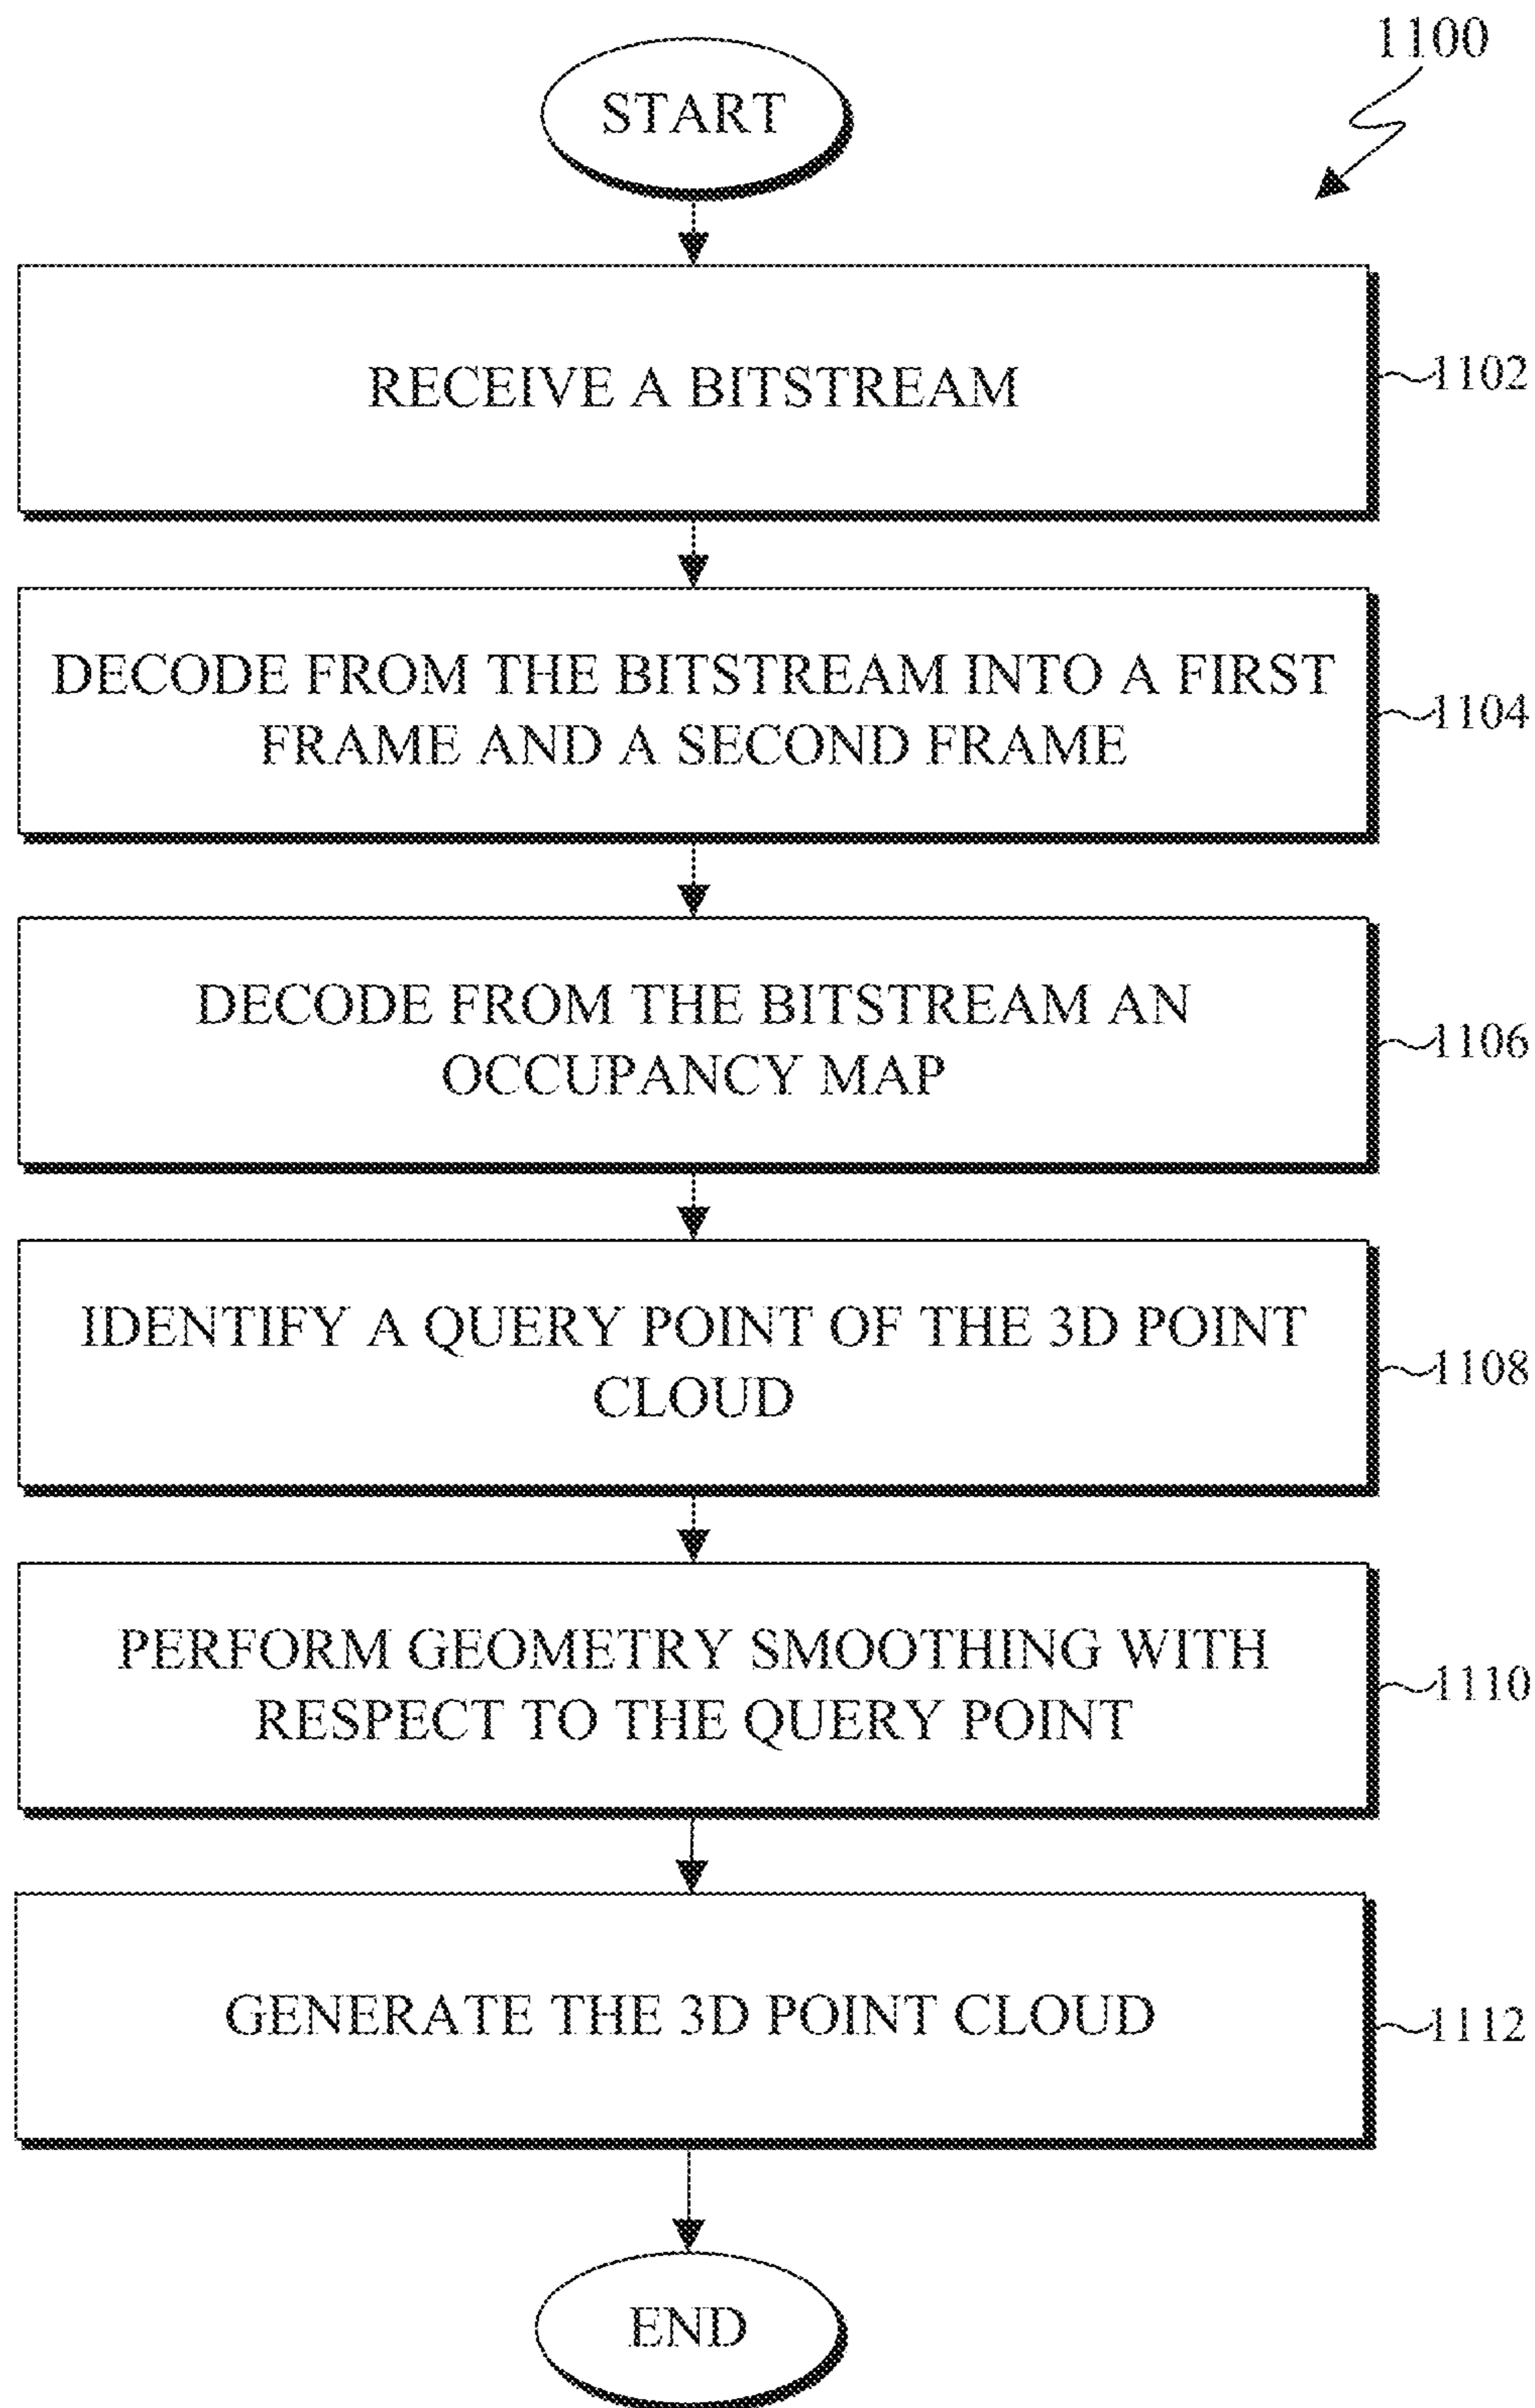 1100
START
RECEIVE A BITSTREAM
1102
DECODE FROM THE BITSTREAM INTO A FIRST
FRAME AND A SECOND FRAME
1104
DECODE FROM THE BITSTREAM AN
OCCUPANCY MAP
1106
IDENTIFY A QUERY POINT OF THE 3D POINT
CLOUD
1108
PERFORM GEOMETRY SMOOTHING WITH
RESPECT TO THE QUERY POINT
1110
GENERATE THE 3D POINT CLOUD
1112
END